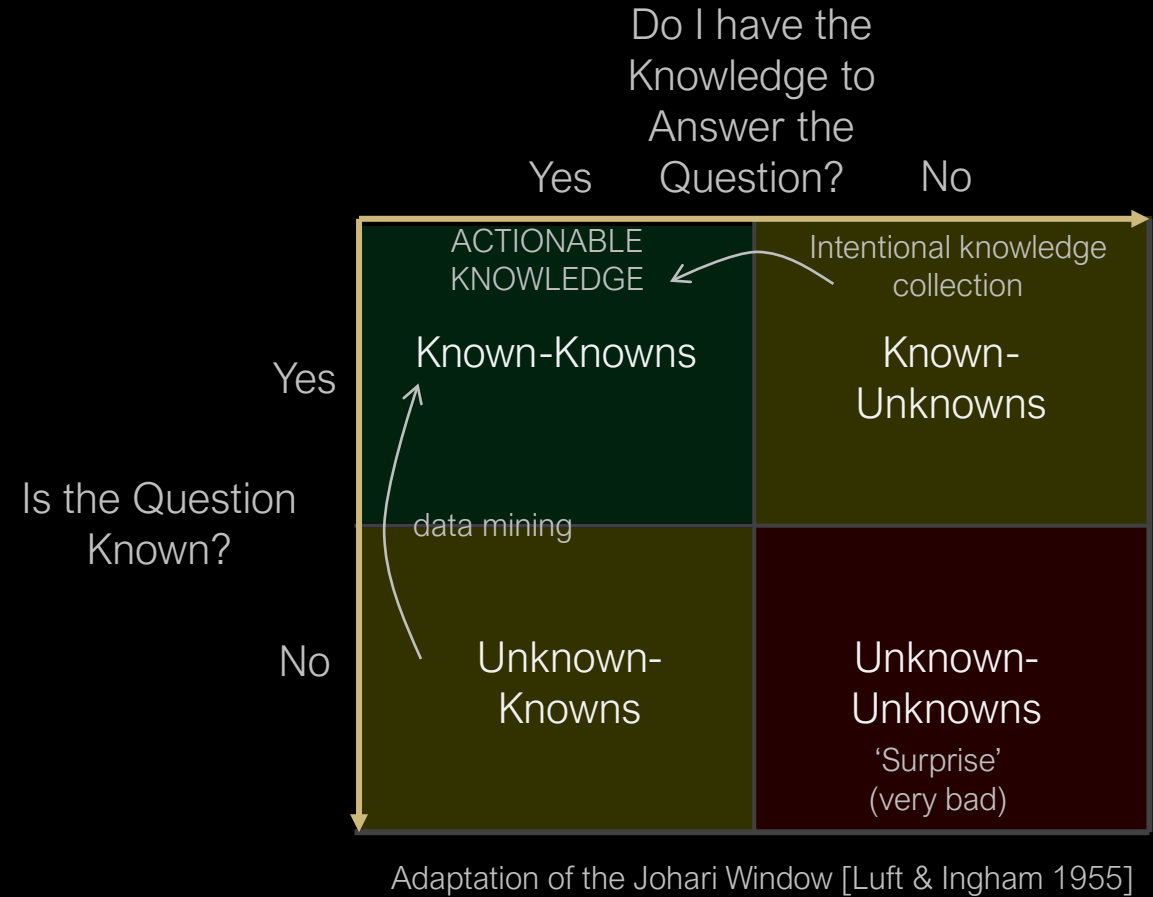 Do I have the
Knowledge to
Answer the
Yes Question? No
ACTIONABLE
KNOWLEDGE
Intentional knowledge
collection
Yes
Known-Knowns
Known-
Unknowns
Is the Question
Known?
data mining
No
Unknown-
Knowns
Unknown-
Unknowns
‘Surprise’
(very bad)
Adaptation of the Johari Window [Luft & Ingham 1955]